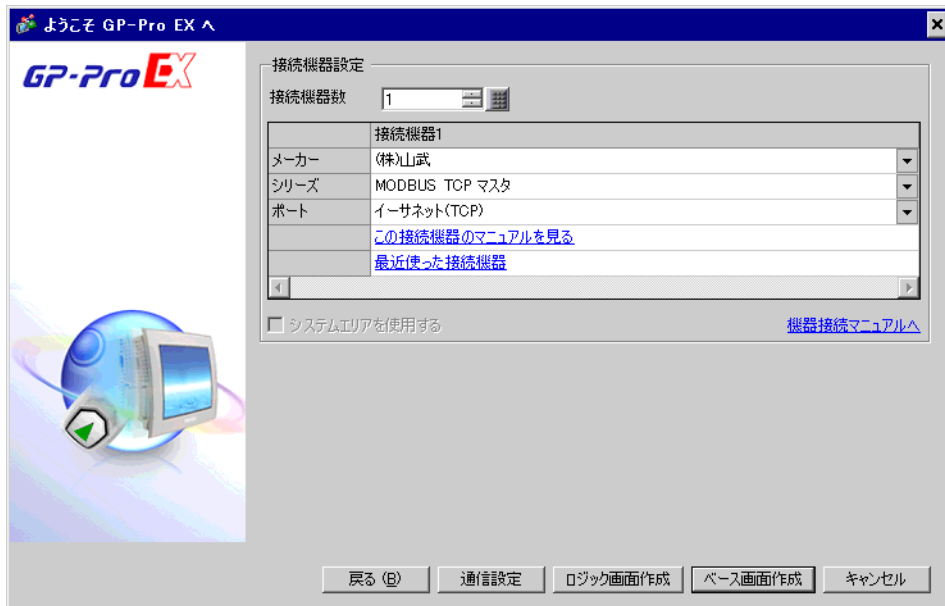 ようこそ GP-Pro EX へ
GP-Pro EX
接続機器設定
接続機器数 1
接続機器1
メーカー (株)山武
シリーズ MODBUS TCP マスタ
ポート イーサネット(TCP)
この接続機器のマニュアルを見る
最近使った接続機器
システムエリアを使用する 機器接続マニュアルへ
戻る (B) 通信設定 ロジック画面作成 ベース画面作成 キャンセル